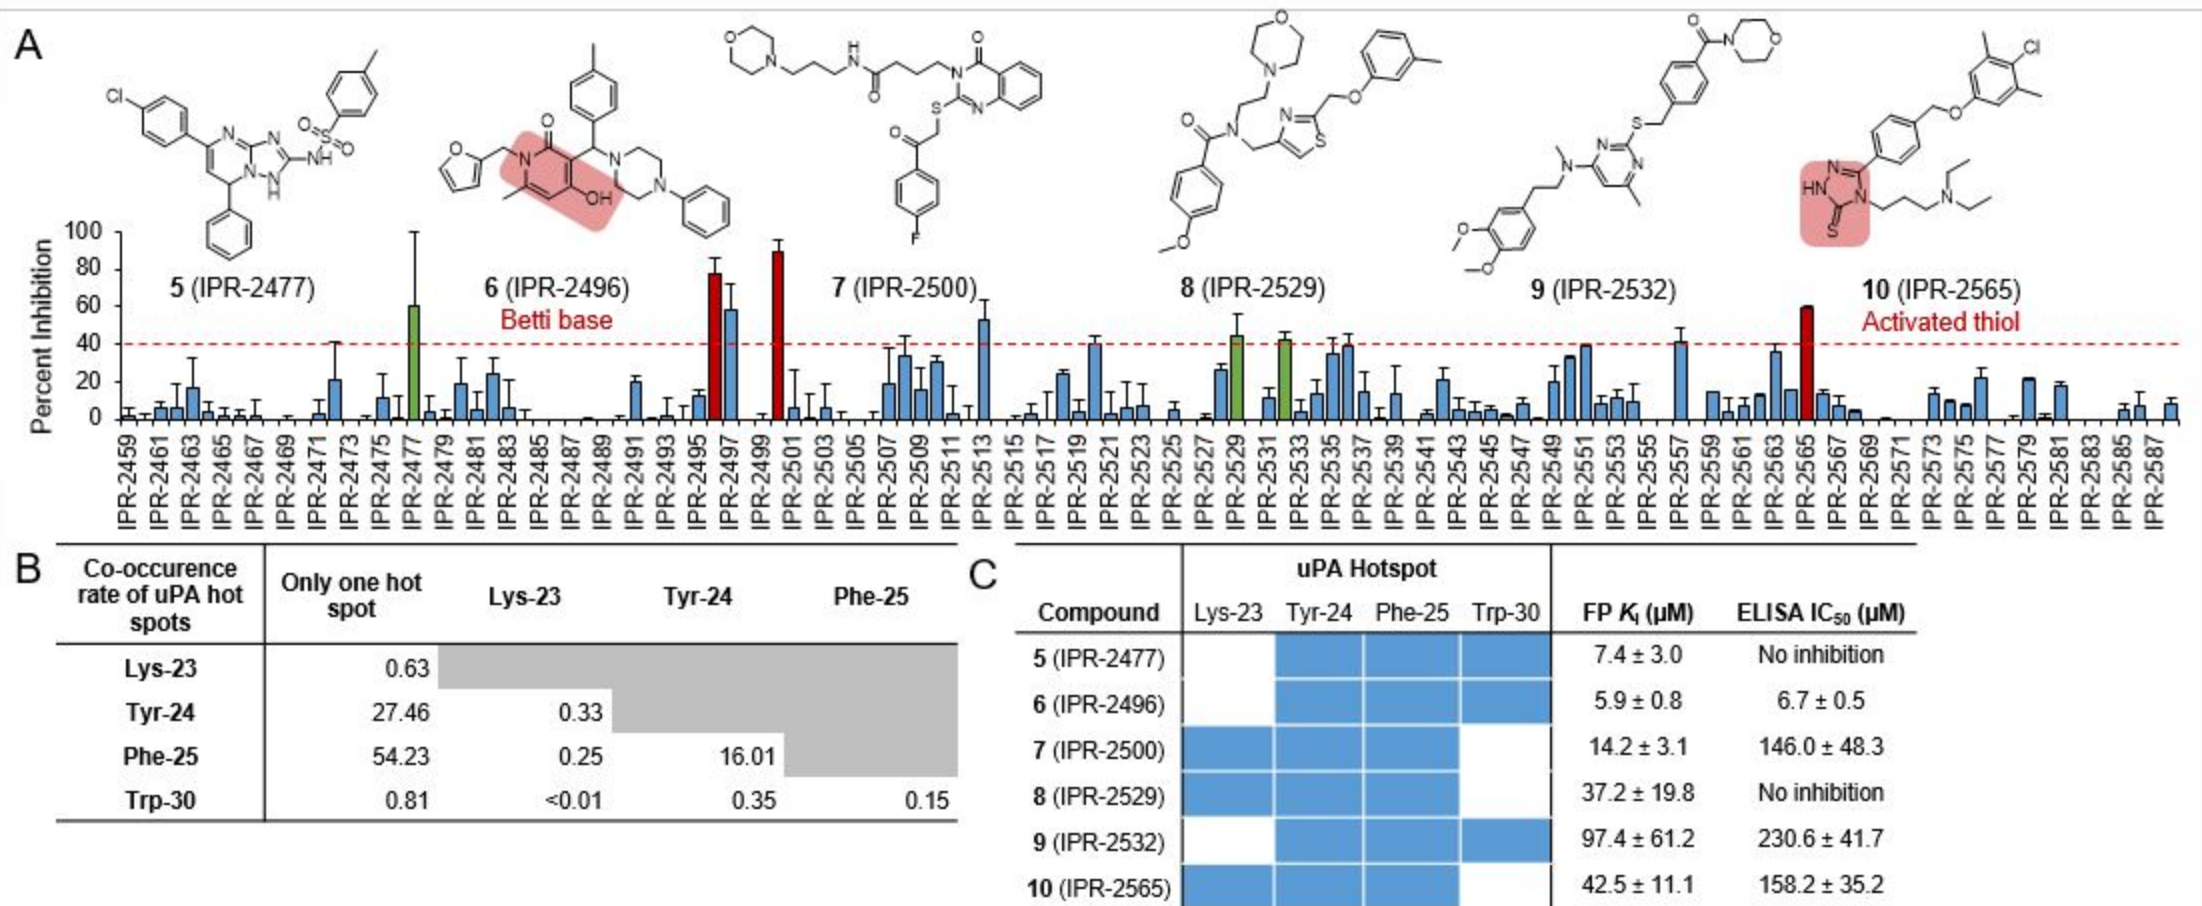 A
Cl
N
N
N
N
H
NH
S
O
O
5 (IPR-2477)
O
N
O
OH
N
N
6 (IPR-2496)
Betti base
O
N
H
N
O
N
O
N
S
O
F
7 (IPR-2500)
O
N
O
N
N
S
O
O
8 (IPR-2529)
O
N
O
S
N
N
N
O
O
9 (IPR-2532)
Cl
O
N
HN
N
S
N
10 (IPR-2565)
Activated thiol
Percent Inhibition
100
80
60
40
20
0
IPR-2459
IPR-2461
IPR-2463
IPR-2465
IPR-2467
IPR-2469
IPR-2471
IPR-2473
IPR-2475
IPR-2477
IPR-2479
IPR-2481
IPR-2483
IPR-2485
IPR-2487
IPR-2489
IPR-2491
IPR-2493
IPR-2495
IPR-2497
IPR-2499
IPR-2501
IPR-2503
IPR-2505
IPR-2507
IPR-2509
IPR-2511
IPR-2513
IPR-2515
IPR-2517
IPR-2519
IPR-2521
IPR-2523
IPR-2525
IPR-2527
IPR-2529
IPR-2531
IPR-2533
IPR-2535
IPR-2537
IPR-2539
IPR-2541
IPR-2543
IPR-2545
IPR-2547
IPR-2549
IPR-2551
IPR-2553
IPR-2555
IPR-2557
IPR-2559
IPR-2561
IPR-2563
IPR-2565
IPR-2567
IPR-2569
IPR-2571
IPR-2573
IPR-2575
IPR-2577
IPR-2579
IPR-2581
IPR-2583
IPR-2585
IPR-2587
B
Co-occurence
rate of uPA hot
spots
Only one hot
spot
Lys-23 Tyr-24 Phe-25
Lys-23 0.63
Tyr-24 27.46 0.33
Phe-25 54.23 0.25 16.01
Trp-30 0.81 <0.01 0.35 0.15
C
uPA Hotspot
Compound Lys-23 Tyr-24 Phe-25 Trp-30 FP Kᵢ (µM) ELISA IC₅₀ (µM)
5 (IPR-2477) 7.4 ± 3.0 No inhibition
6 (IPR-2496) 5.9 ± 0.8 6.7 ± 0.5
7 (IPR-2500) 14.2 ± 3.1 146.0 ± 48.3
8 (IPR-2529) 37.2 ± 19.8 No inhibition
9 (IPR-2532) 97.4 ± 61.2 230.6 ± 41.7
10 (IPR-2565) 42.5 ± 11.1 158.2 ± 35.2